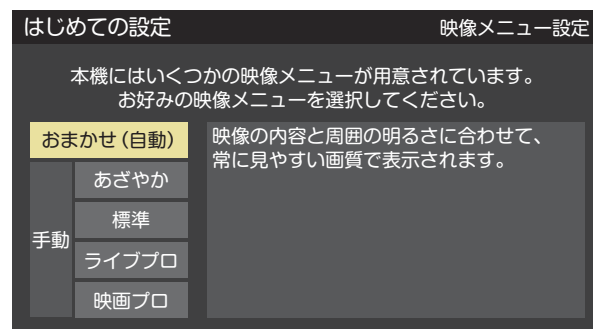 はじめての設定
映像メニュー設定
本機にはいくつかの映像メニューが用意されています。
お好みの映像メニューを選択してください。
おまかせ（自動）
映像の内容と周囲の明るさに合わせて、
常に見やすい画質で表示されます。
手動
あざやか
標準
ライブプロ
映画プロ